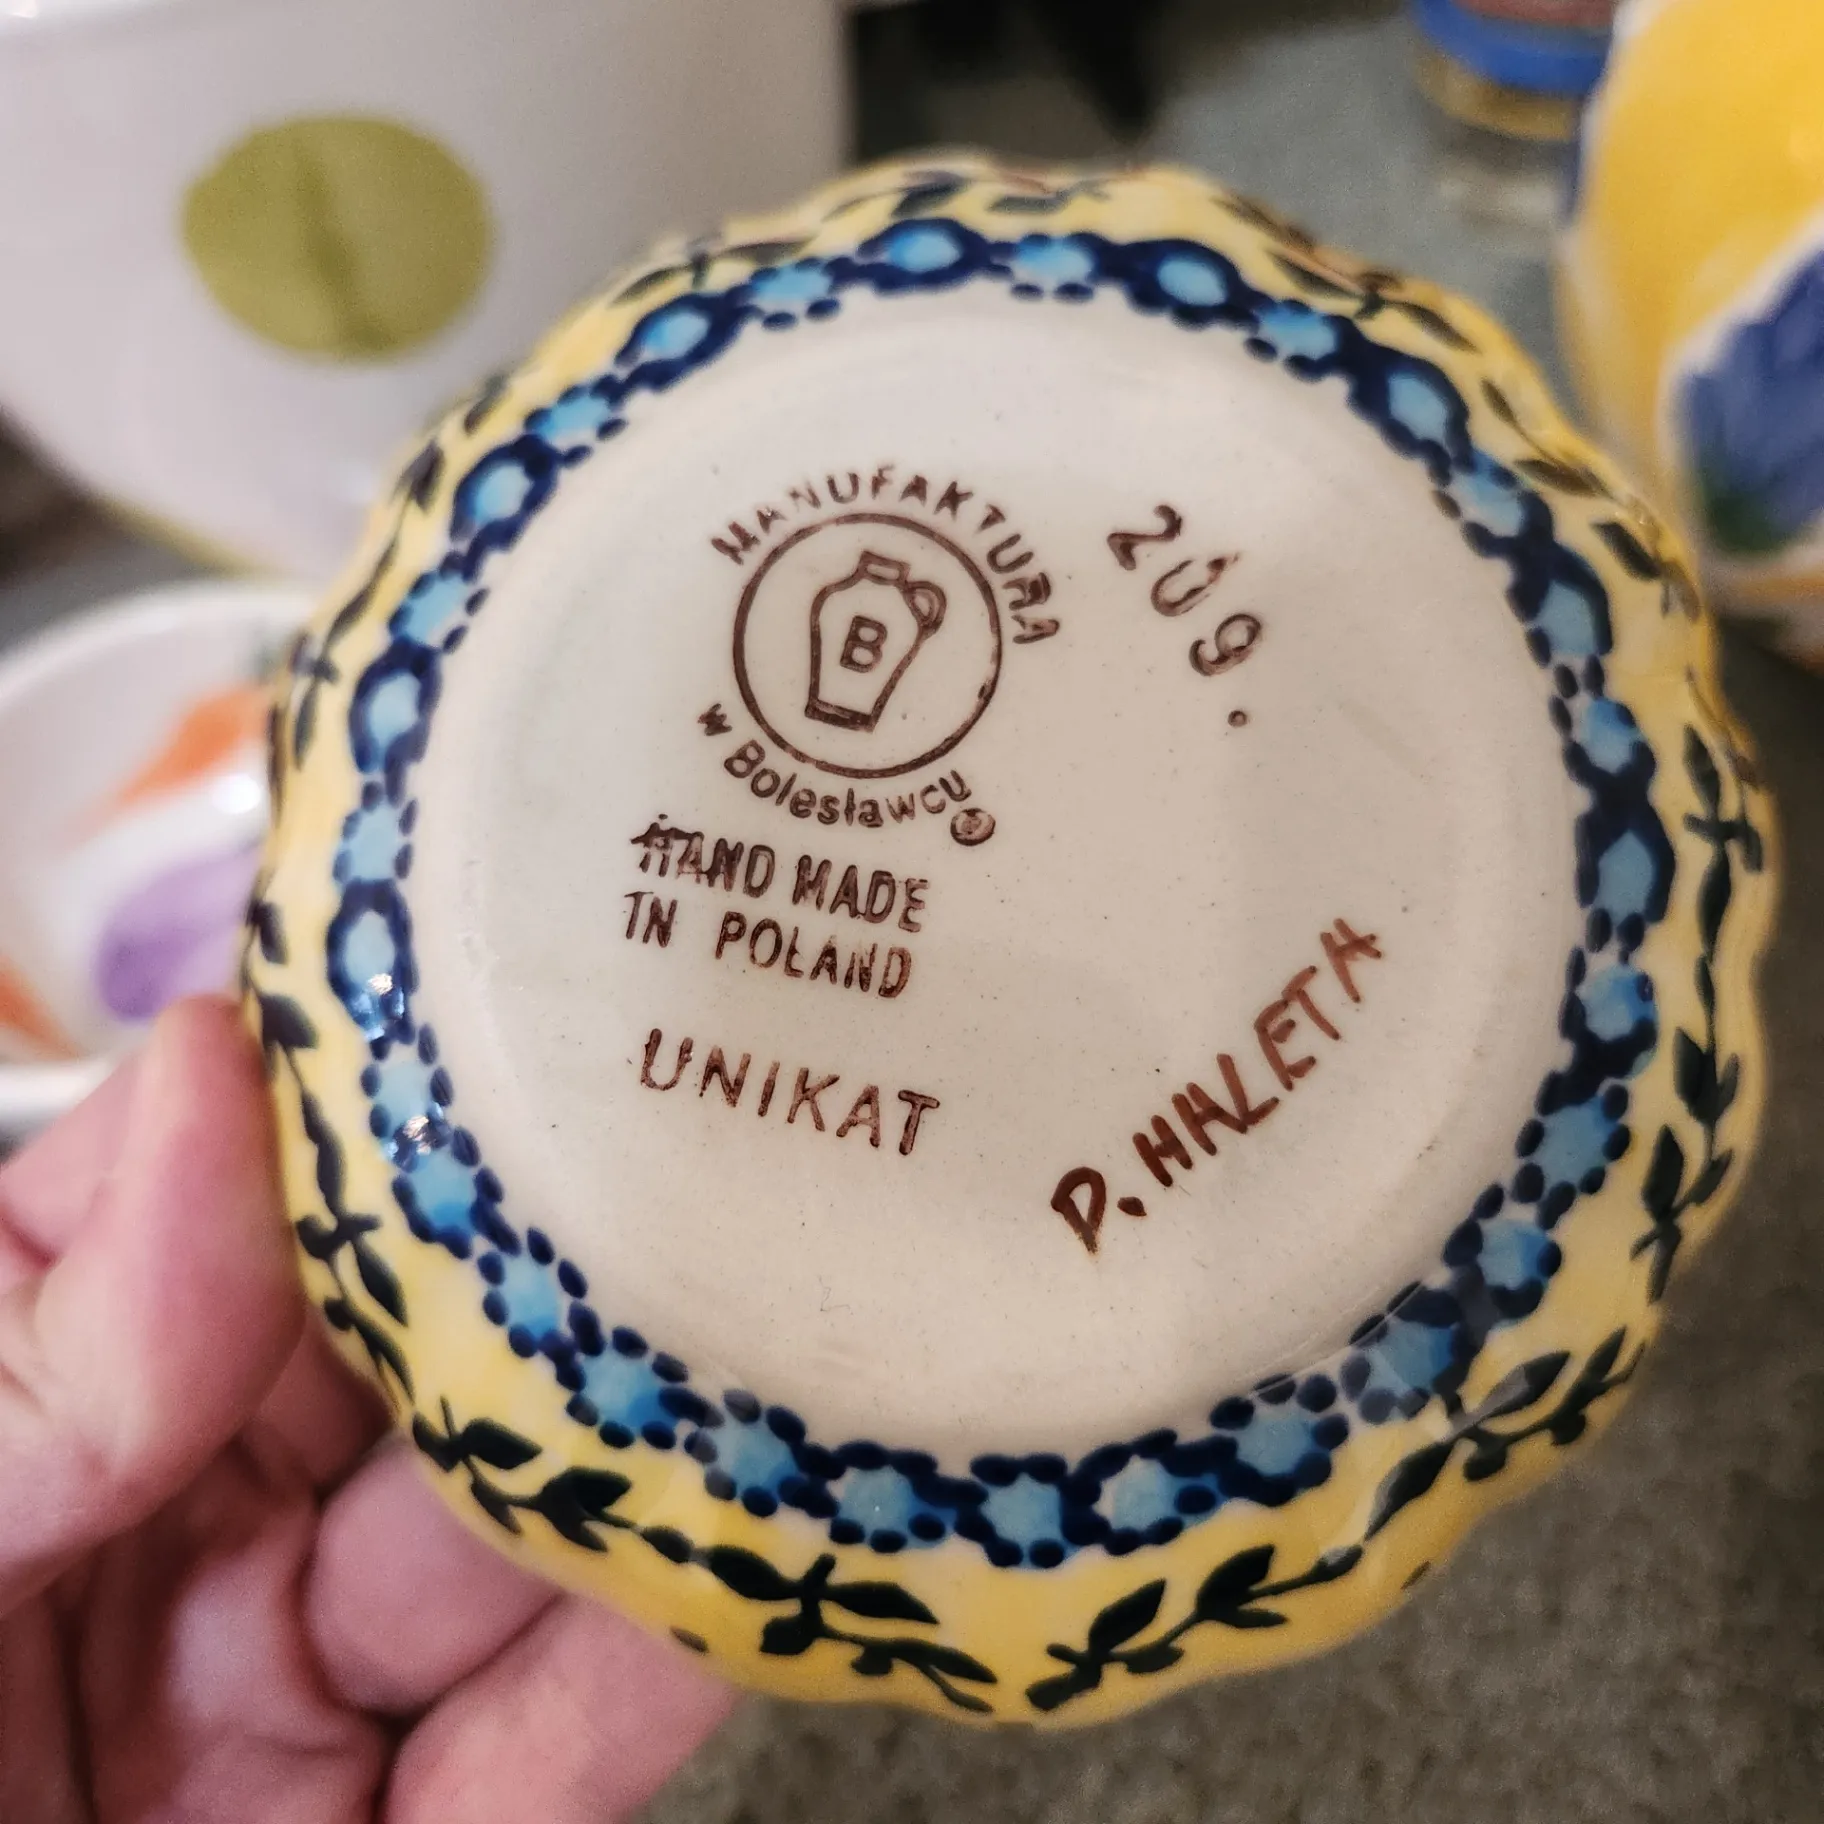 MANUFAKTURA
B
w Bolesławcu ®
HAND MADE
IN POLAND
UNIKAT
209.
D. HALETA